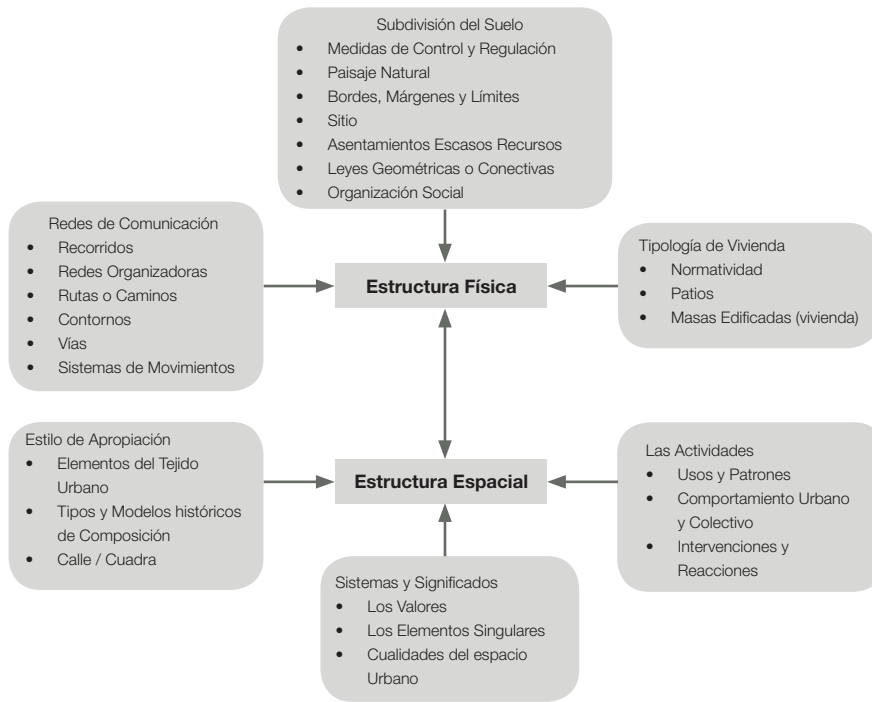 Subdivisión del Suelo
• Medidas de Control y Regulación
• Paisaje Natural
• Bordes, Márgenes y Límites
• Sitio
• Asentamientos Escasos Recursos
• Leyes Geométricas o Conectivas
• Organización Social
Redes de Comunicación
• Recorridos
• Redes Organizadoras
• Rutas o Caminos
• Contornos
• Vías
• Sistemas de Movimientos
Estructura Física
Tipología de Vivienda
• Normatividad
• Patios
• Masas Edificadas (vivienda)
Estilo de Apropiación
• Elementos del Tejido
Urbano
• Tipos y Modelos históricos
de Composición
• Calle / Cuadra
Estructura Espacial
Las Actividades
• Usos y Patrones
• Comportamiento Urbano
y Colectivo
• Intervenciones y
Reacciones
Sistemas y Significados
• Los Valores
• Los Elementos Singulares
• Cualidades del espacio
Urbano